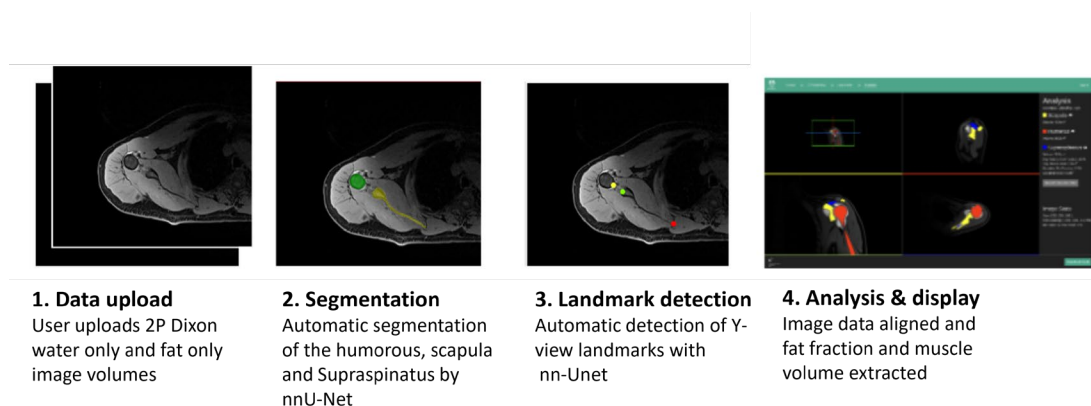 1. Data upload
User uploads 2P Dixon
water only and fat only
image volumes
2. Segmentation
Automatic segmentation
of the humorous, scapula
and Supraspinatus by
nnU-Net
3. Landmark detection
Automatic detection of Y-
view landmarks with
nn-Unet
4. Analysis & display
Image data aligned and
fat fraction and muscle
volume extracted
Analysis